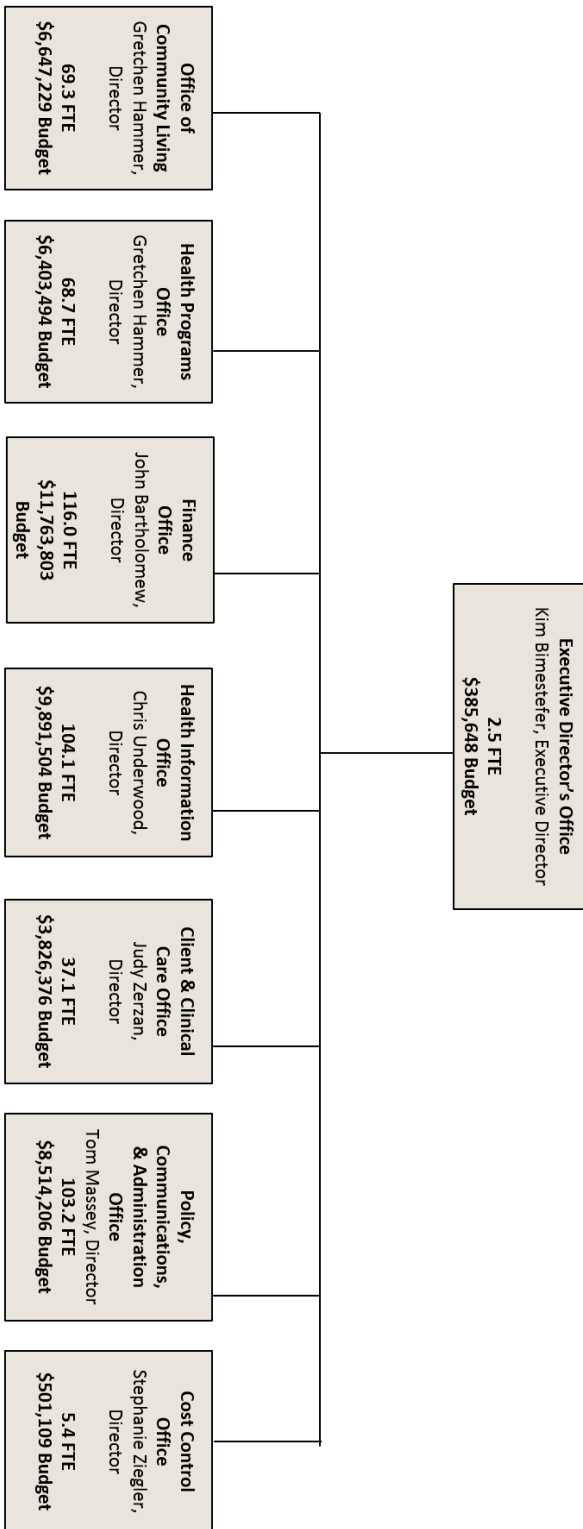 Executive Director's Office
Kim Bimestefer, Executive Director
2.5 FTE
$385,648 Budget
Office of
Community Living
Gretchen Hammer,
Director
69.3 FTE
$6,647,229 Budget
Health Programs
Office
Gretchen Hammer,
Director
68.7 FTE
$6,403,494 Budget
Finance
Office
John Bartholomew,
Director
116.0 FTE
$11,763,803
Budget
Health Information
Office
Chris Underwood,
Director
104.1 FTE
$9,891,504 Budget
Client & Clinical
Care Office
Judy Zerzan,
Director
37.1 FTE
$3,826,376 Budget
Policy,
Communications,
& Administration
Office
Tom Massey, Director
103.2 FTE
$8,514,206 Budget
Cost Control
Office
Stephanie Ziegler,
Director
5.4 FTE
$501,109 Budget